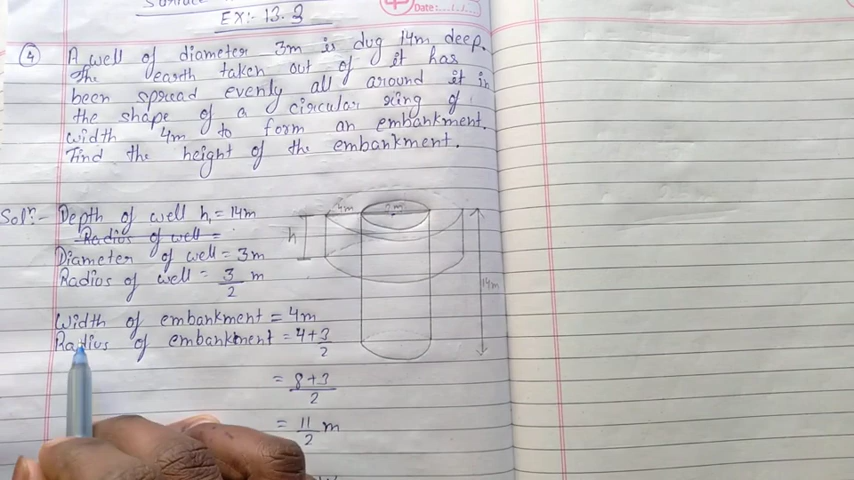 EX:- 13.3
Date:.../.../...
4 A well of diameter 3m is dug 14m deep.
The earth taken out of it has
been spread evenly all around it in
the shape of a circular ring of
width 4m to form an embankment.
Find the height of the embankment.
Solⁿ:- Depth of well h₁ = 14m
Radius of well =
Diameter of well = 3m
Radius of well = 3/2 m
Width of embankment = 4m
Radius of embankment = 4+3/2
= 8+3/2
= 11/2 m
4m
h
14m